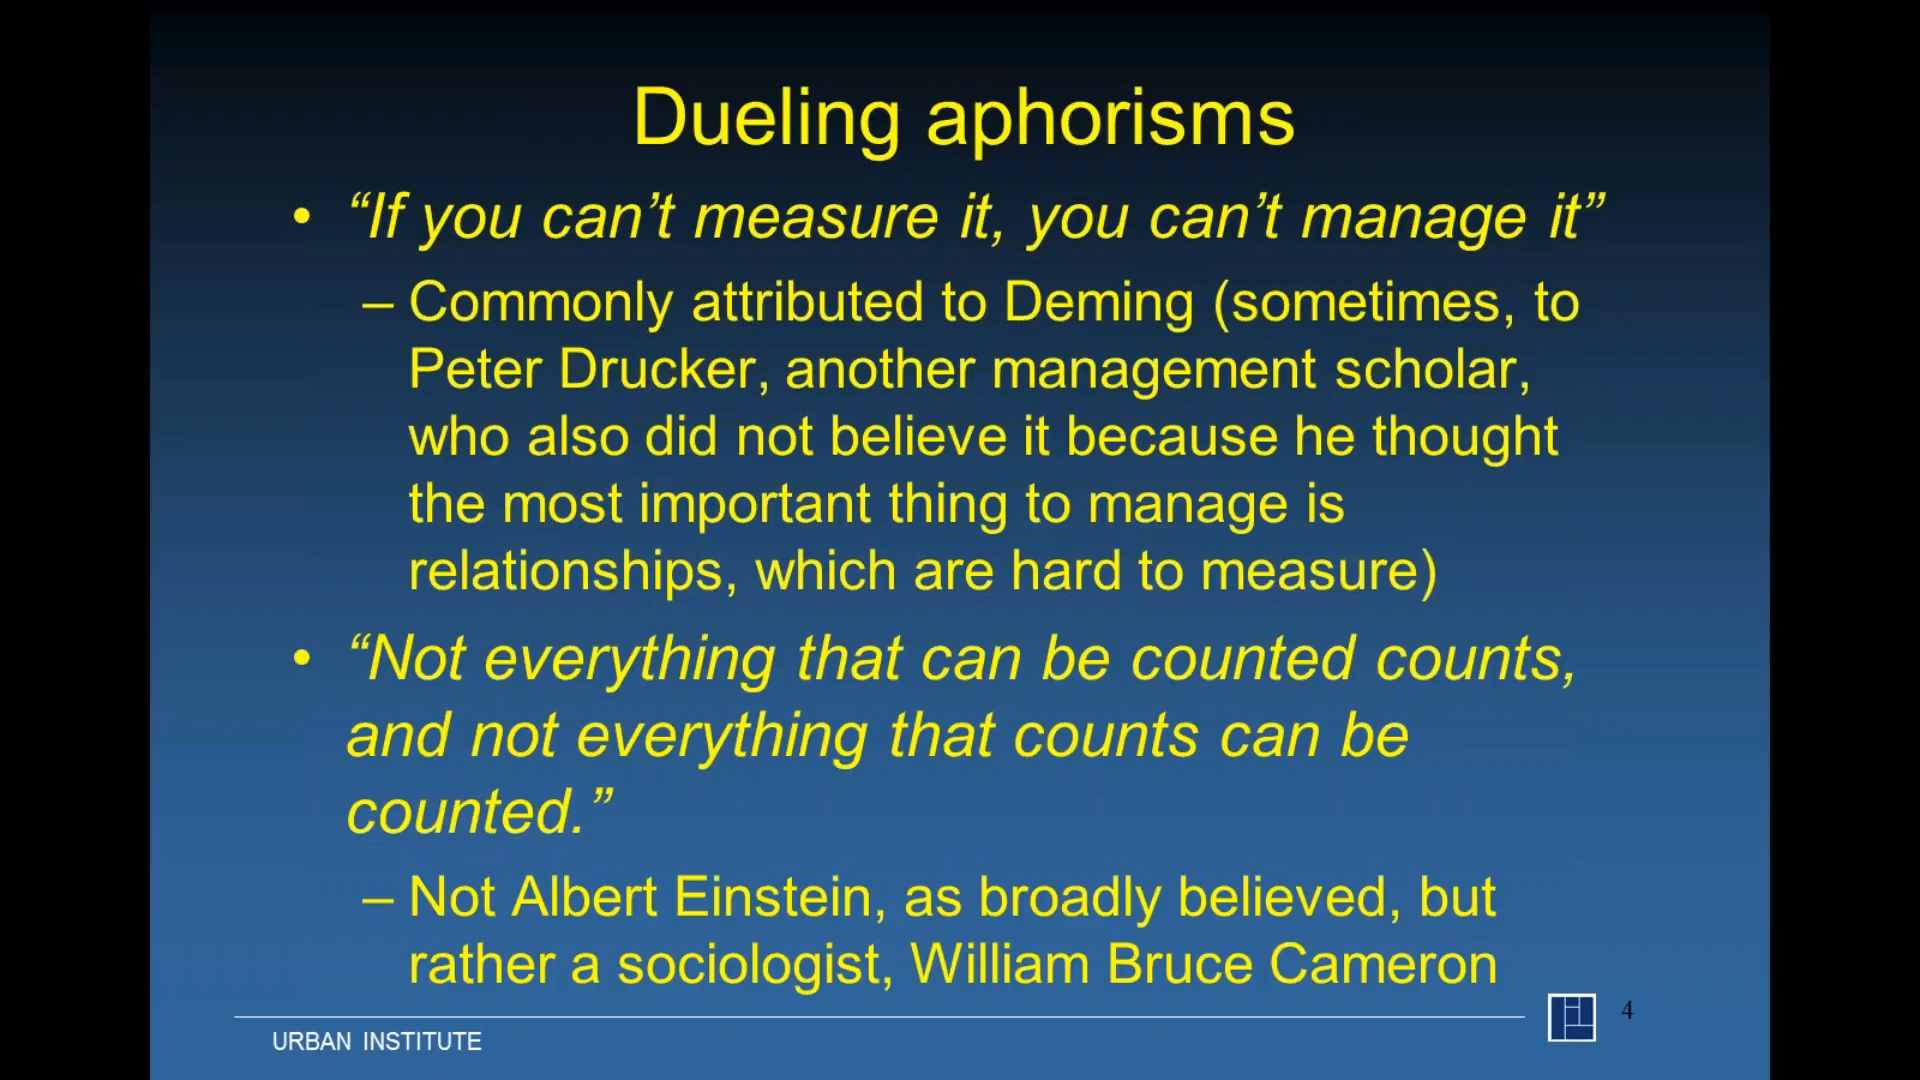 Dueling aphorisms
• “If you can’t measure it, you can’t manage it”
– Commonly attributed to Deming (sometimes, to
Peter Drucker, another management scholar,
who also did not believe it because he thought
the most important thing to manage is
relationships, which are hard to measure)
• “Not everything that can be counted counts,
and not everything that counts can be
counted.”
– Not Albert Einstein, as broadly believed, but
rather a sociologist, William Bruce Cameron
4
URBAN INSTITUTE